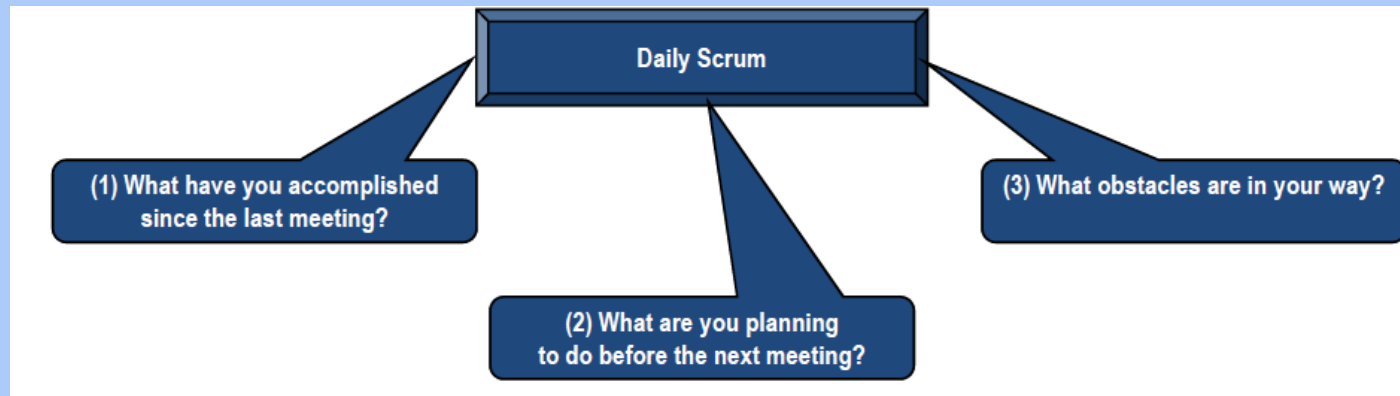 Daily Scrum
(1) What have you accomplished
since the last meeting?
(2) What are you planning
to do before the next meeting?
(3) What obstacles are in your way?